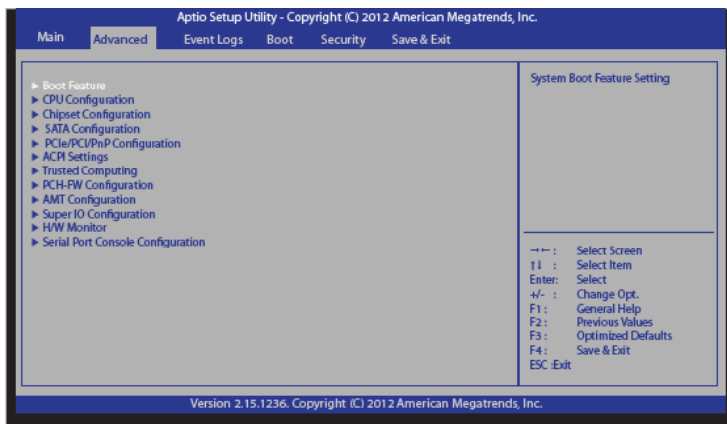 Aptio Setup Utility - Copyright (C) 2012 American Megatrends, Inc.
Main Advanced Event Logs Boot Security Save & Exit
▶ Boot Feature
▶ CPU Configuration
▶ Chipset Configuration
▶ SATA Configuration
▶ PCIe/PCI/PnP Configuration
▶ ACPI Settings
▶ Trusted Computing
▶ PCH-FW Configuration
▶ AMT Configuration
▶ Super IO Configuration
▶ H/W Monitor
▶ Serial Port Console Configuration
System Boot Feature Setting
→← : Select Screen
↑↓ : Select Item
Enter: Select
+/- : Change Opt.
F1 : General Help
F2 : Previous Values
F3 : Optimized Defaults
F4 : Save & Exit
ESC :Exit
Version 2.15.1236. Copyright (C) 2012 American Megatrends, Inc.